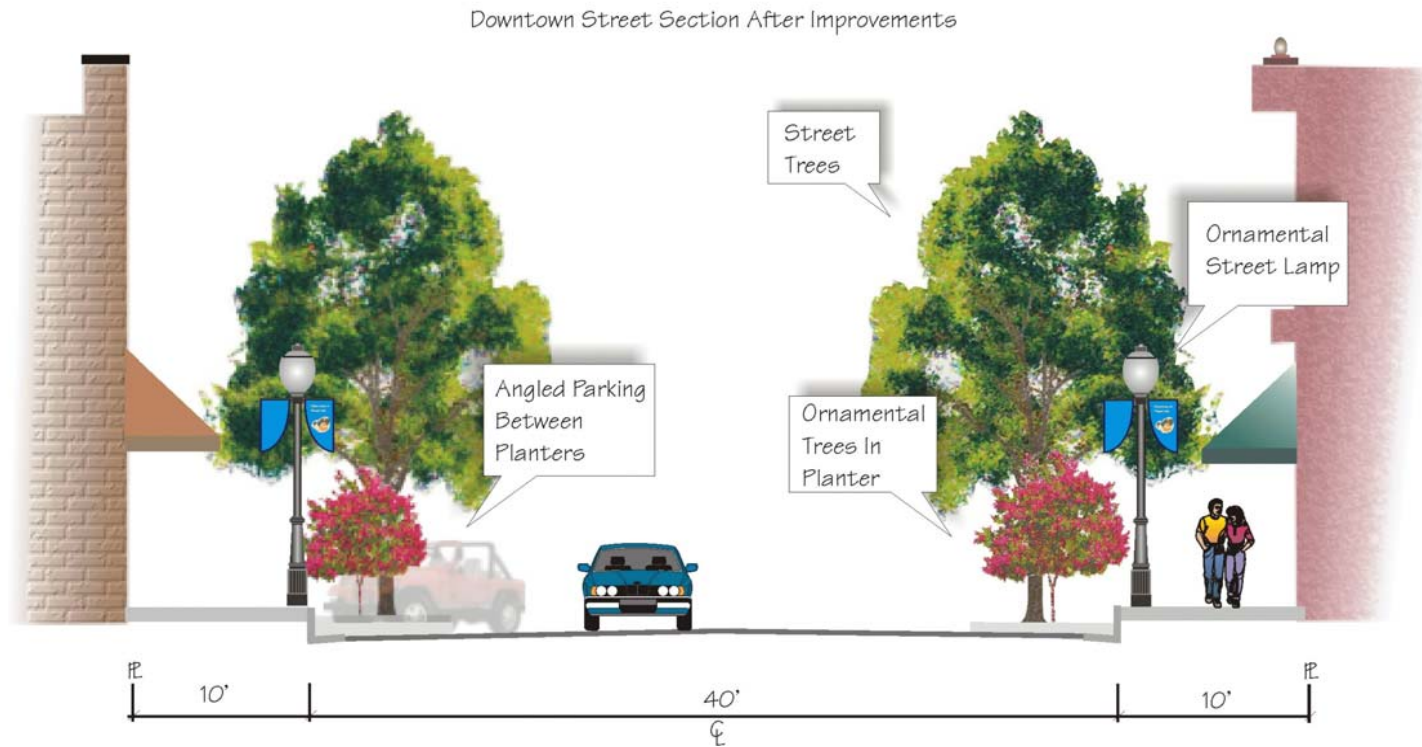 Downtown Street Section After Improvements
Street
Trees
Ornamental
Street Lamp
Angled Parking
Between
Planters
Ornamental
Trees In
Planter
PL
PL
10'
40'
10'
CL